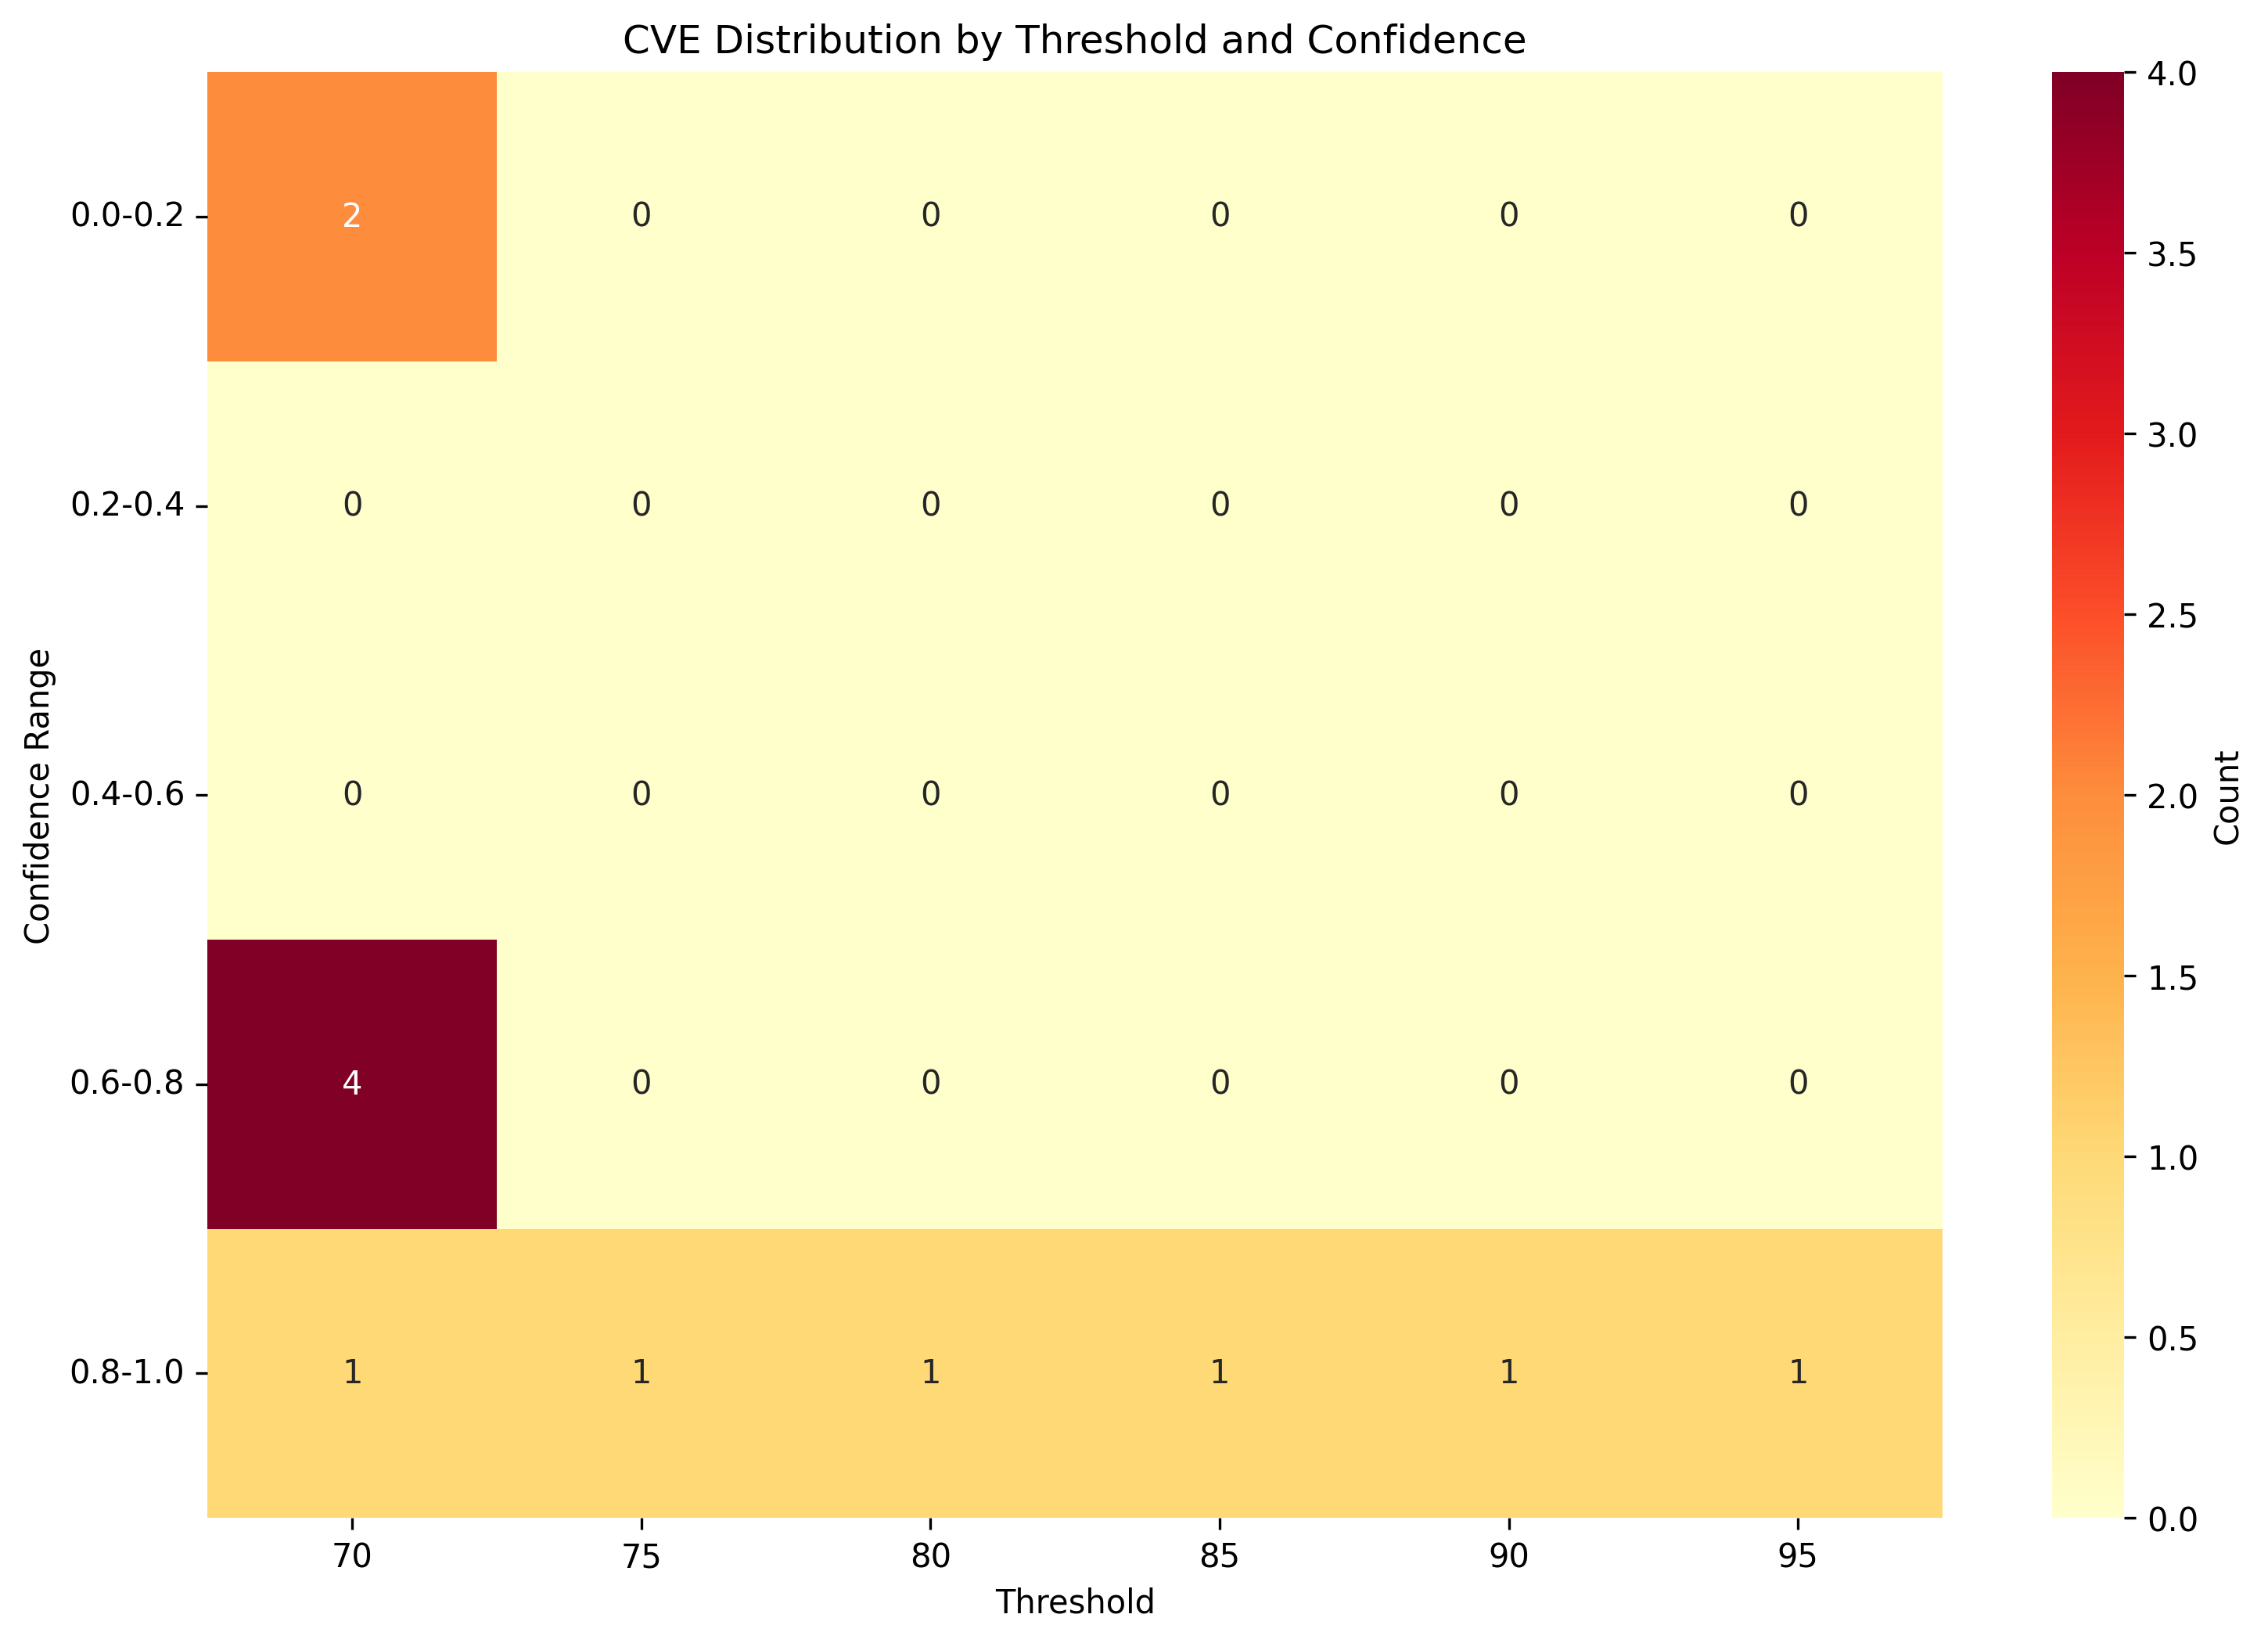 CVE Distribution by Threshold and Confidence
Confidence Range
0.0-0.2 2 0 0 0 0 0
0.2-0.4 0 0 0 0 0 0
0.4-0.6 0 0 0 0 0 0
0.6-0.8 4 0 0 0 0 0
0.8-1.0 1 1 1 1 1 1
70 75 80 85 90 95
Threshold
4.0
3.5
3.0
2.5
2.0
1.5
1.0
0.5
0.0
Count